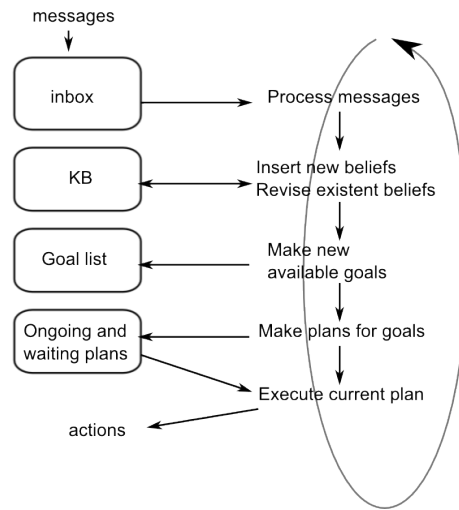 messages
inbox
Process messages
KB
Insert new beliefs
Revise existent beliefs
Goal list
Make new
available goals
Ongoing and
waiting plans
Make plans for goals
Execute current plan
actions